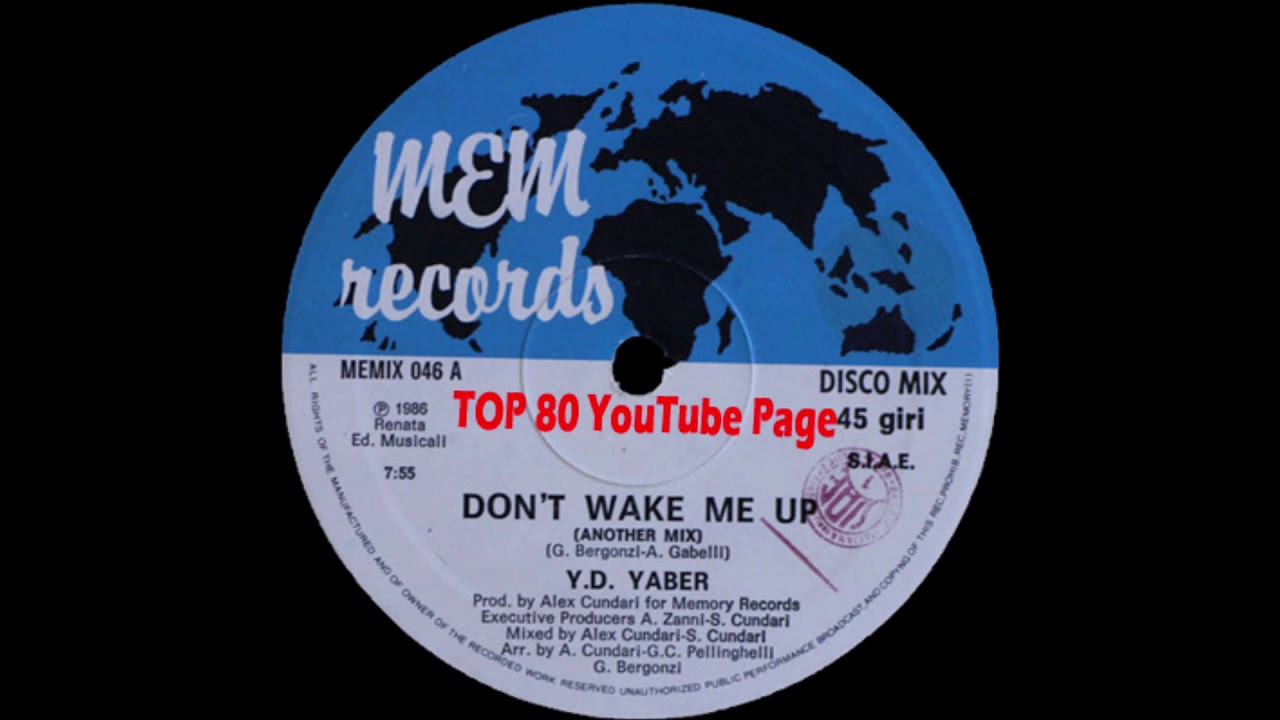 MEM
records
MEMIX 046 A
DISCO MIX
℗ 1986
Renata
Ed. Musicali
TOP 80 YouTube Page
45 giri
S.I.A.E.
7:55
DON'T WAKE ME UP
(ANOTHER MIX)
(G. Bergonzi-A. Gabelli)
Y.D. YABER
Prod. by Alex Cundari for Memory Records
Executive Producers A. Zanni-S. Cundari
Mixed by Alex Cundari-S. Cundari
Arr. by A. Cundari-G.C. Pellinghelli
G. Bergonzi
ALL RIGHTS OF THE MANUFACTURED AND OF OWNER OF THE RECORDED WORK RESERVED UNAUTHORIZED PUBLIC PERFORMANCE BROADCAST, AND COPYNG OF THIS REC, PROHIB. REC. MEMORY(1)